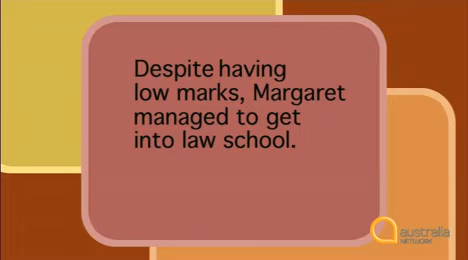 Despite having
low marks, Margaret
managed to get
into law school.
australia
NETWORK